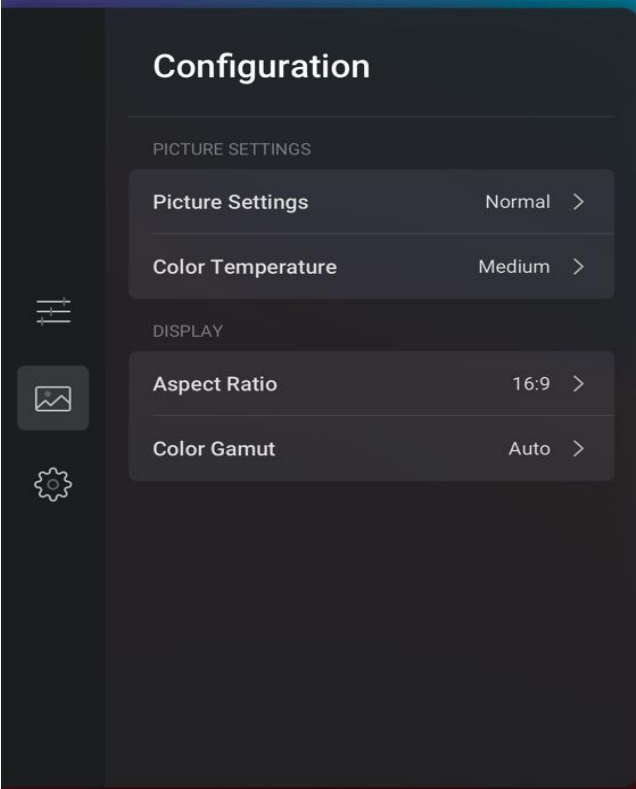 Configuration
PICTURE SETTINGS
Picture Settings Normal
Color Temperature Medium
DISPLAY
Aspect Ratio 16:9
Color Gamut Auto